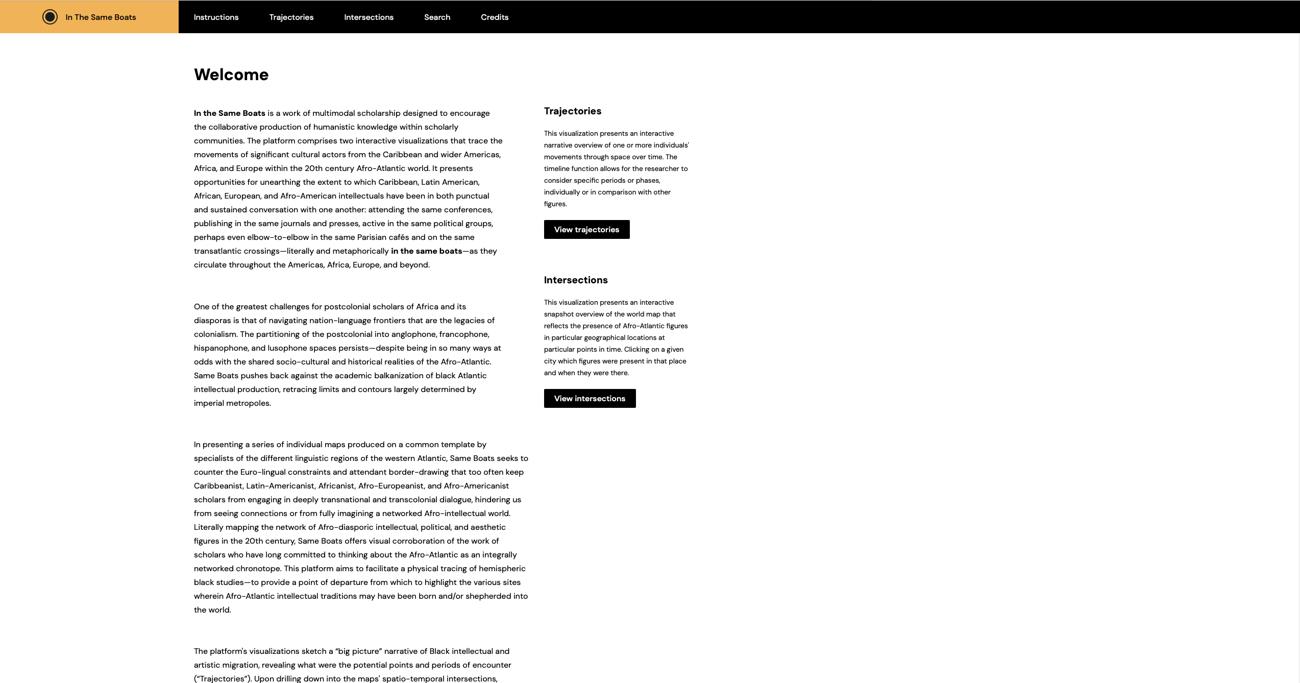 In The Same Boats
Instructions
Trajectories
Intersections
Search
Credits
Welcome
In the Same Boats is a work of multimodal scholarship designed to encourage
the collaborative production of humanistic knowledge within scholarly
communities. The platform comprises two interactive visualizations that trace the
movements of significant cultural actors from the Caribbean and wider Americas,
Africa, and Europe within the 20th century Afro-Atlantic world. It presents
opportunities for unearthing the extent to which Caribbean, Latin American,
African, European, and Afro-American intellectuals have been in both punctual
and sustained conversation with one another: attending the same conferences,
publishing in the same journals and presses, active in the same political groups,
perhaps even elbow-to-elbow in the same Parisian cafés and on the same
transatlantic crossings—literally and metaphorically in the same boats—as they
circulate throughout the Americas, Africa, Europe, and beyond.
One of the greatest challenges for postcolonial scholars of Africa and its
diasporas is that of navigating nation-language frontiers that are the legacies of
colonialism. The partitioning of the postcolonial into anglophone, francophone,
hispanophone, and lusophone spaces persists—despite being in so many ways at
odds with the shared socio-cultural and historical realities of the Afro-Atlantic.
Same Boats pushes back against the academic balkanization of black Atlantic
intellectual production, retracing limits and contours largely determined by
imperial metropoles.
In presenting a series of individual maps produced on a common template by
specialists of the different linguistic regions of the western Atlantic, Same Boats seeks to
counter the Euro-lingual constraints and attendant border-drawing that too often keep
Caribbeanist, Latin-Americanist, Africanist, Afro-Europeanist, and Afro-Americanist
scholars from engaging in deeply transnational and transcolonial dialogue, hindering us
from seeing connections or from fully imagining a networked Afro-intellectual world.
Literally mapping the network of Afro-diasporic intellectual, political, and aesthetic
figures in the 20th century, Same Boats offers visual corroboration of the work of
scholars who have long committed to thinking about the Afro-Atlantic as an integrally
networked chronotope. This platform aims to facilitate a physical tracing of hemispheric
black studies—to provide a point of departure from which to highlight the various sites
wherein Afro-Atlantic intellectual traditions may have been born and/or shepherded into
the world.
The platform's visualizations sketch a “big picture” narrative of Black intellectual and
artistic migration, revealing what were the potential points and periods of encounter
(“Trajectories”). Upon drilling down into the maps' spatio-temporal intersections,
Trajectories
This visualization presents an interactive
narrative overview of one or more individuals'
movements through space over time. The
timeline function allows for the researcher to
consider specific periods or phases,
individually or in comparison with other
figures.
View trajectories
Intersections
This visualization presents an interactive
snapshot overview of the world map that
reflects the presence of Afro-Atlantic figures
in particular geographical locations at
particular points in time. Clicking on a given
city which figures were present in that place
and when they were there.
View intersections